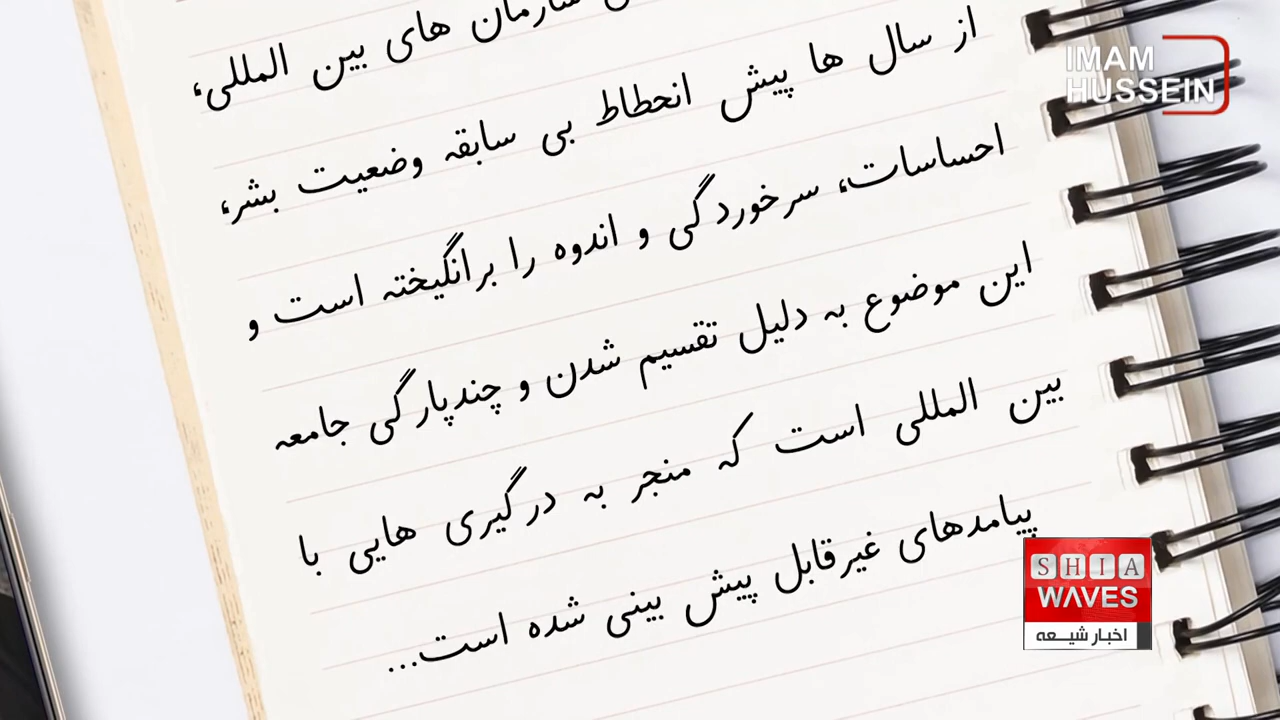 سازمان های بین المللی،
از سال ها پیش انحطاط بی سابقه وضعیت بشر،
احساسات، سرخوردگی و اندوه را برانگیخته است و
این موضوع به دلیل تقسیم شدن و چندپارگی جامعه
بین المللی است که منجر به درگیری هایی با
پیامدهای غیرقابل پیش بینی شده است...
IMAM
HUSSEIN
SHIA
WAVES
اخبار شیعه